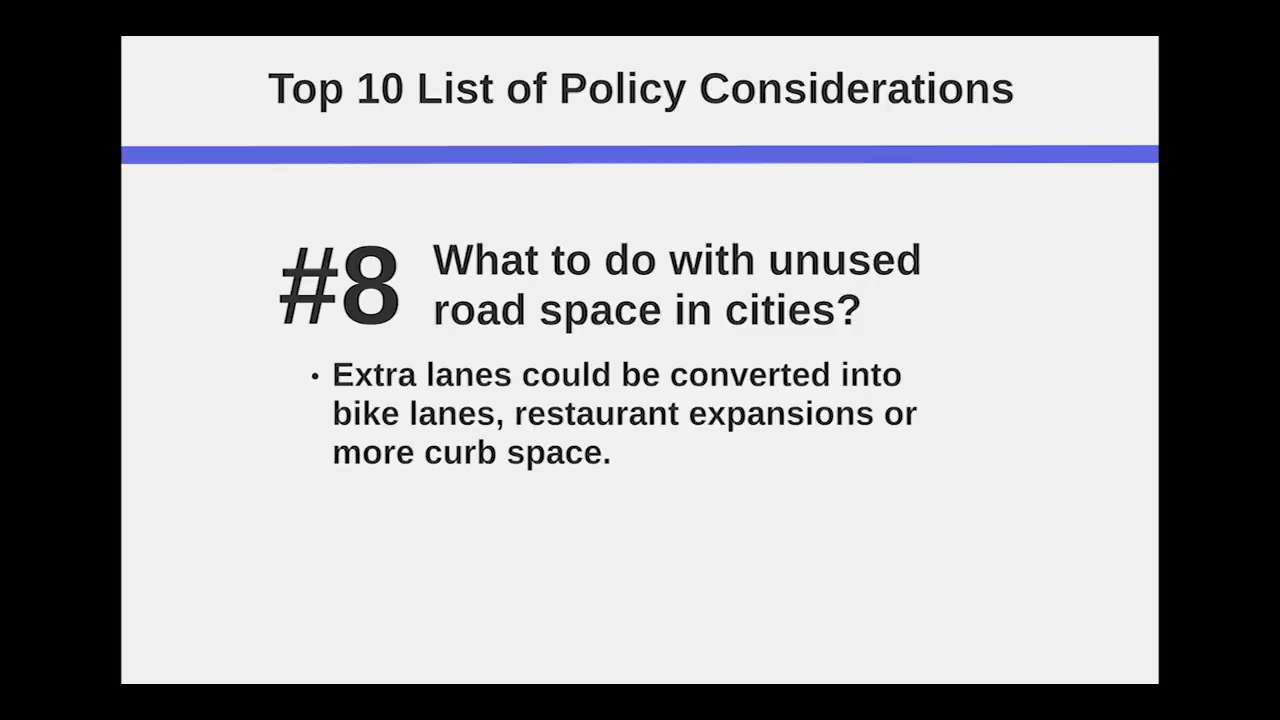 Top 10 List of Policy Considerations
#8 What to do with unused
road space in cities?
• Extra lanes could be converted into
bike lanes, restaurant expansions or
more curb space.